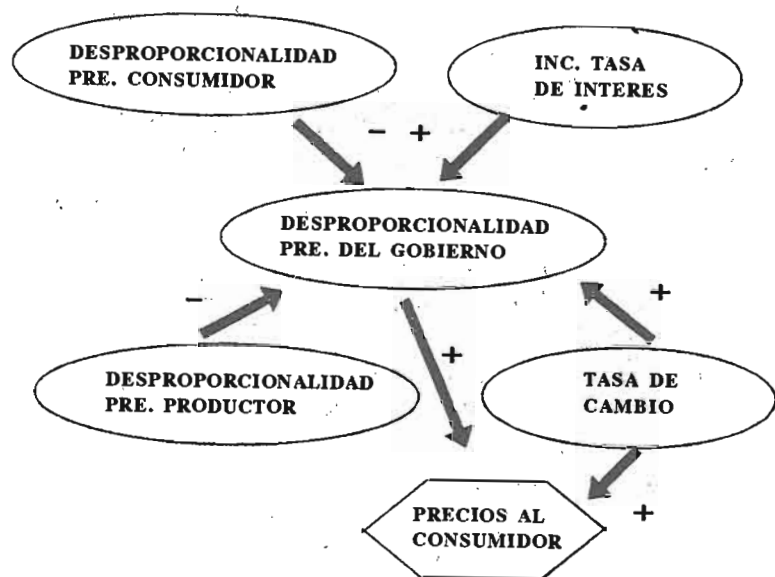 DESPROPORCIONALIDAD
PRE. CONSUMIDOR
INC. TASA
DE INTERES
- +
DESPROPORCIONALIDAD
PRE. DEL GOBIERNO
-
+
+
DESPROPORCIONALIDAD
PRE. PRODUCTOR
TASA DE
CAMBIO
PRECIOS AL
CONSUMIDOR
+